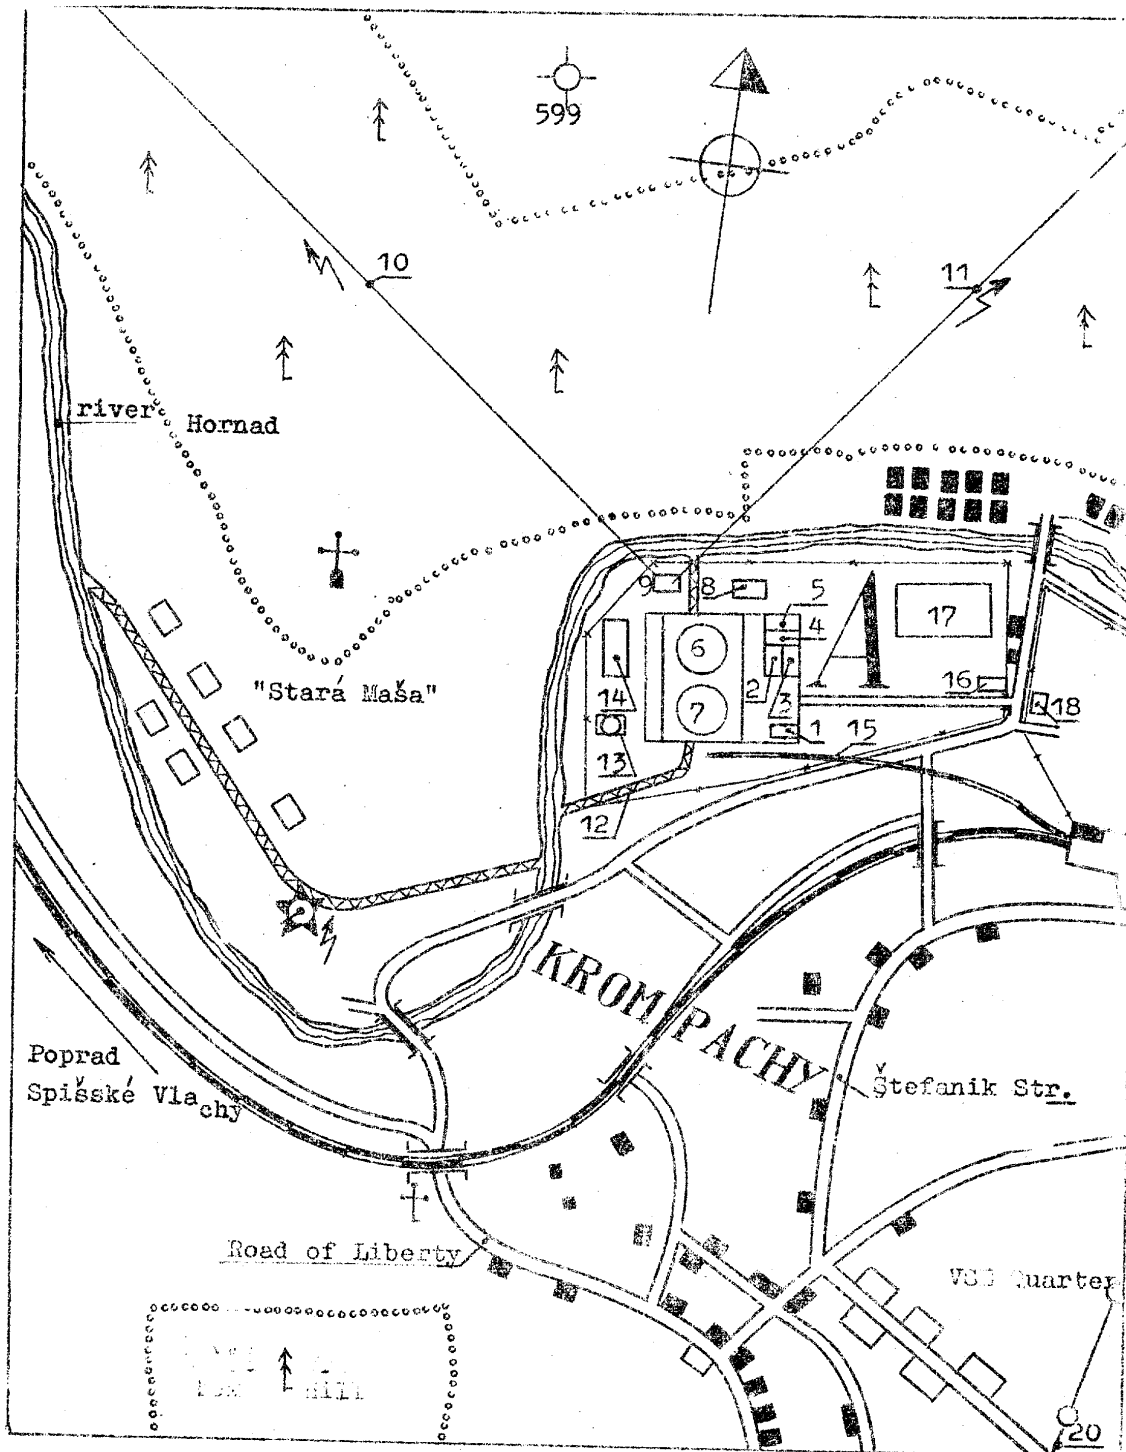 599
10
11
river Hornad
9
8
5
4
6
17
2
3
16
14
7
1
15
18
"Stará Maša"
13
12
KROMPACHY
Poprad
Spišské Vlachy
Štefanik Str.
Road of Liberty
Quarter
20